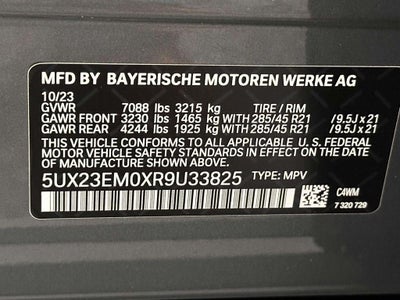 MFD BY BAYERISCHE MOTOREN WERKE AG
10/23
GVWR 7088 lbs 3215 kg TIRE / RIM
GAWR FRONT 3230 lbs 1465 kg WITH 285/45 R21 /9.5J x 21
GAWR REAR 4244 lbs 1925 kg WITH 285/45 R21 /9.5J x 21
THIS VEHICLE CONFORMS TO ALL APPLICABLE U. S. FEDERAL
MOTOR VEHICLE SAFETY STANDARDS IN EFFECT
ON THE DATE OF MANUFACTURE SHOWN ABOVE.
5UX23EM0XR9U33825 TYPE: MPV
C4WM
7 320 729